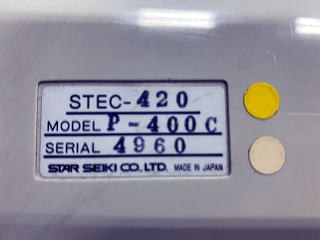 STEC-420
MODEL P-400C
SERIAL 4960
STAR SEIKI CO. LTD. MADE IN JAPAN